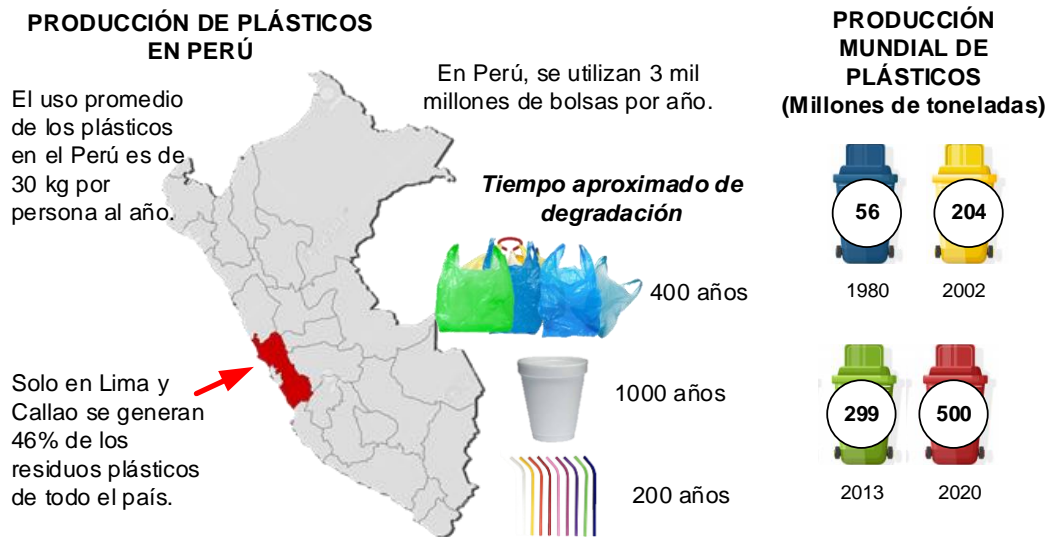 PRODUCCIÓN DE PLÁSTICOS
EN PERÚ
El uso promedio
de los plásticos
en el Perú es de
30 kg por
persona al año.
En Perú, se utilizan 3 mil
millones de bolsas por año.
Tiempo aproximado de
degradación
400 años
1000 años
200 años
Solo en Lima y
Callao se generan
46% de los
residuos plásticos
de todo el país.
PRODUCCIÓN
MUNDIAL DE
PLÁSTICOS
(Millones de toneladas)
56
204
1980
2002
299
500
2013
2020